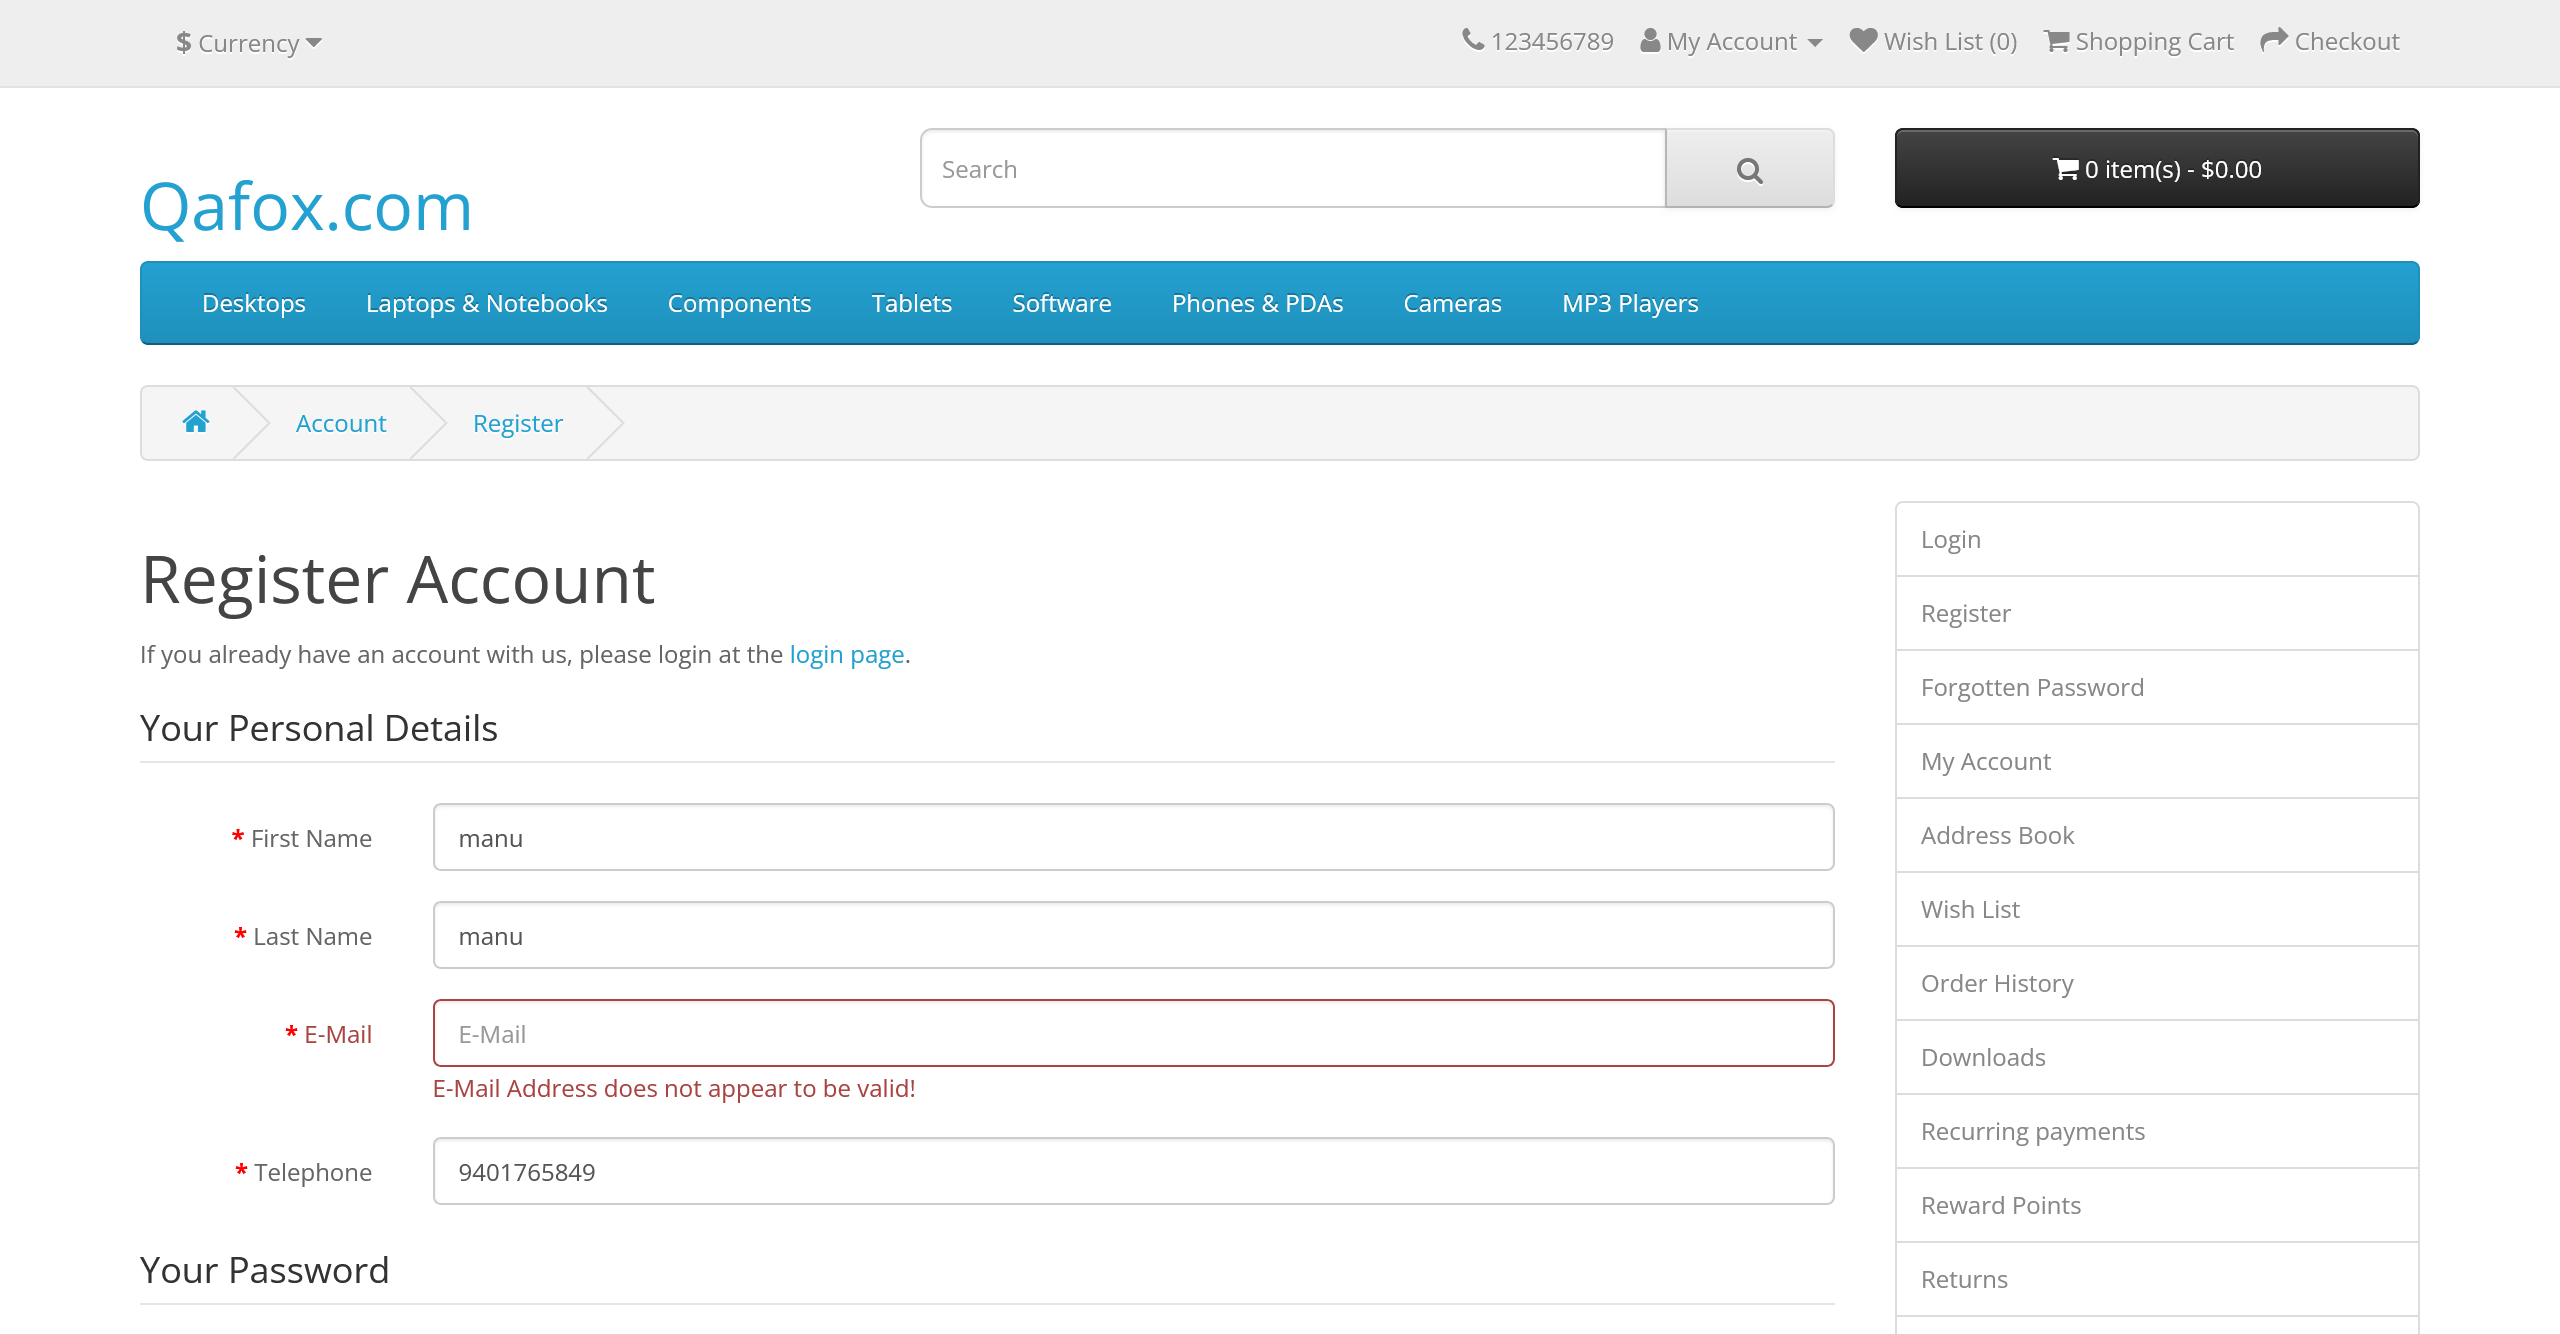 $ Currency
123456789 My Account Wish List (0) Shopping Cart Checkout
Qafox.com
Search
0 item(s) - $0.00
Desktops Laptops & Notebooks Components Tablets Software Phones & PDAs Cameras MP3 Players
Account Register
Register Account
If you already have an account with us, please login at the login page.
Your Personal Details
* First Name manu
* Last Name manu
* E-Mail E-Mail
E-Mail Address does not appear to be valid!
* Telephone 9401765849
Your Password
Login
Register
Forgotten Password
My Account
Address Book
Wish List
Order History
Downloads
Recurring payments
Reward Points
Returns